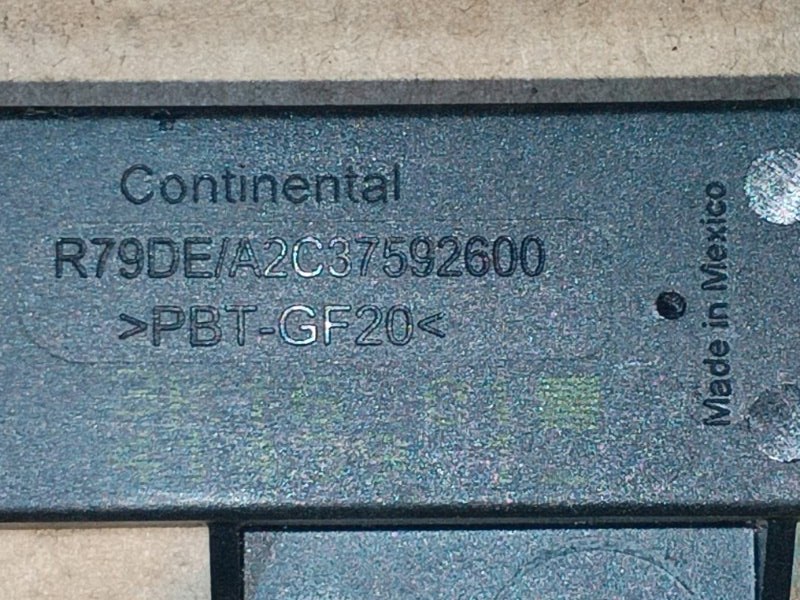 Continental
R79DE/A2C37592600
>PBT-GF20<
Made in Mexico